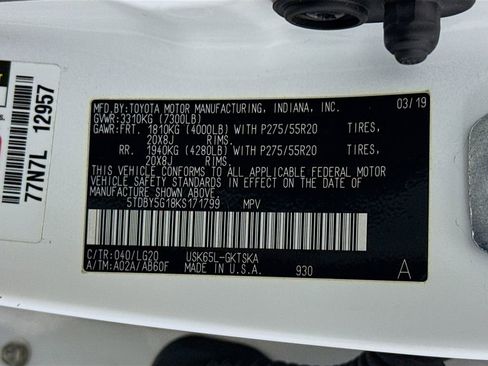 MFD.BY:TOYOTA MOTOR MANUFACTURING, INDIANA, INC. 03/19
GVWR:3310KG (7300LB)
GAWR:FRT. 1810KG (4000LB) WITH P275/55R20 TIRES,
20X8J RIMS.
RR. 1940KG (4280LB) WITH P275/55R20 TIRES,
20X8J RIMS.
THIS VEHICLE CONFORMS TO ALL APPLICABLE FEDERAL MOTOR
VEHICLE SAFETY STANDARDS IN EFFECT ON THE DATE OF
MANUFACTURE SHOWN ABOVE.
5TDBY5G18KS171799 MPV
C/TR:040/LG20 USK65L-GKTSKA
A/TM:A02A/AB60F MADE IN U.S.A. 930 A
77N7L 12957